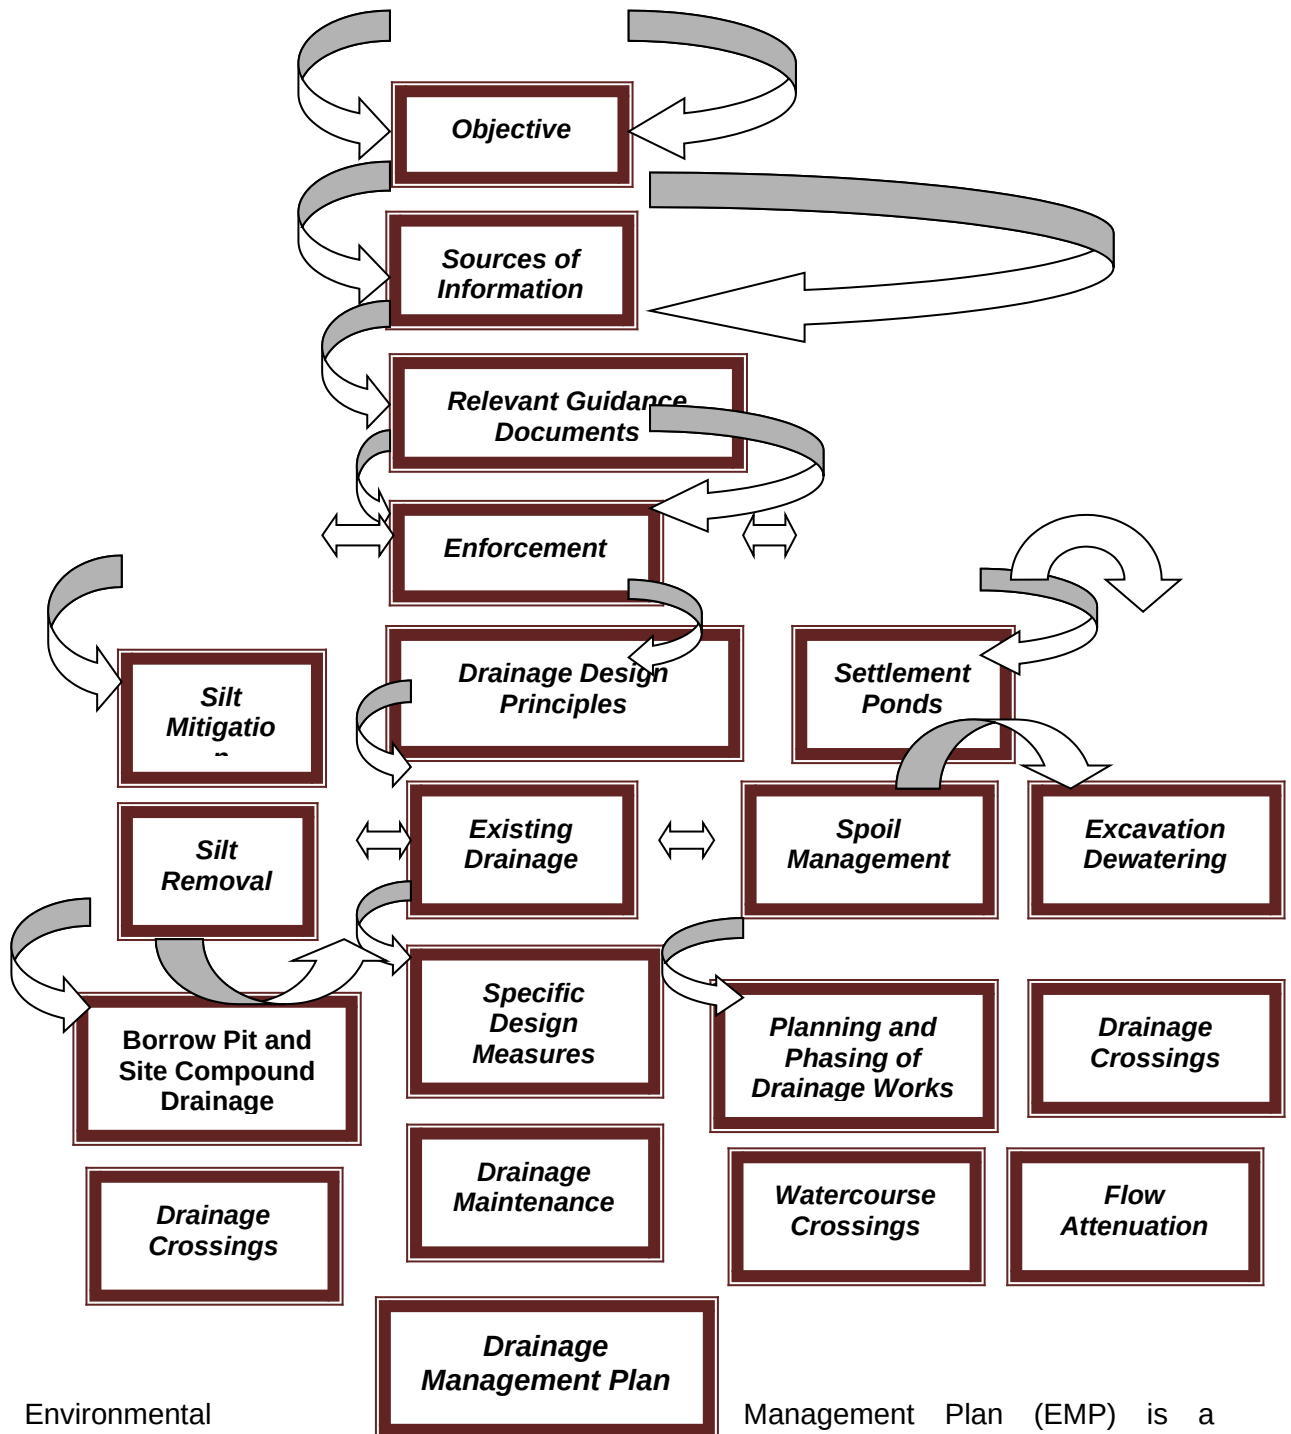 Objective
Sources of
Information
Relevant Guidance
Documents
Enforcement
Drainage Design
Principles
Settlement
Ponds
Silt
Mitigatio
n
Existing
Drainage
Spoil
Management
Excavation
Dewatering
Silt
Removal
Specific
Design
Measures
Planning and
Phasing of
Drainage Works
Drainage
Crossings
Borrow Pit and
Site Compound
Drainage
Drainage
Maintenance
Watercourse
Crossings
Flow
Attenuation
Drainage
Crossings
Drainage
Management Plan
Environmental Management Plan (EMP) is a